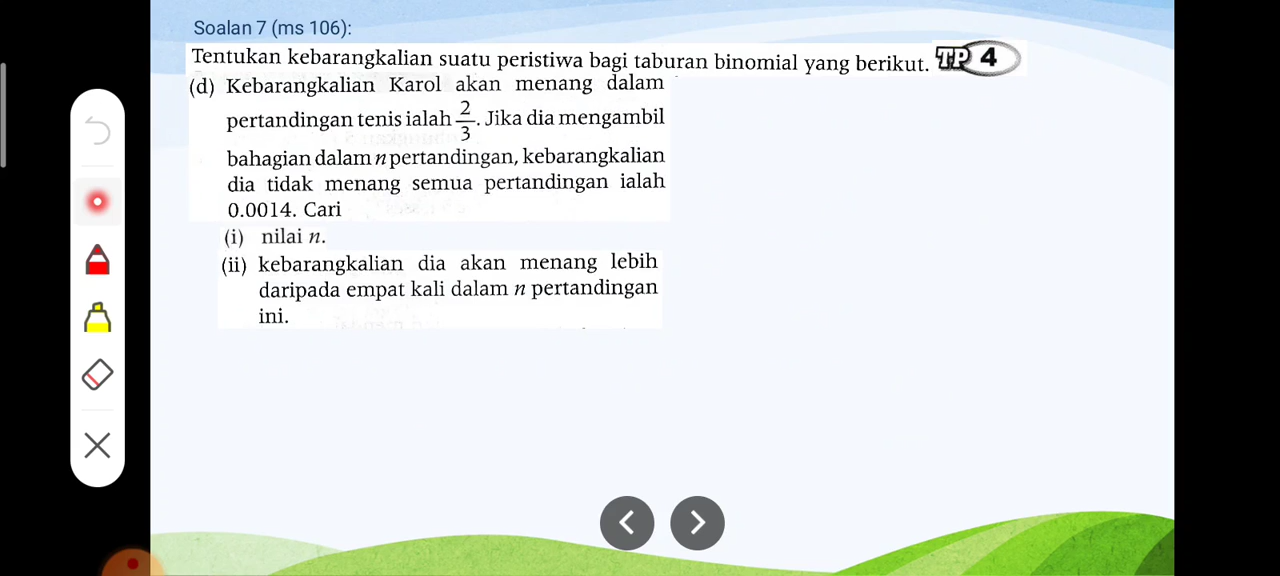 Soalan 7 (ms 106):
Tentukan kebarangkalian suatu peristiwa bagi taburan binomial yang berikut. TP 4
(d) Kebarangkalian Karol akan menang dalam
pertandingan tenis ialah 2/3. Jika dia mengambil
bahagian dalam n pertandingan, kebarangkalian
dia tidak menang semua pertandingan ialah
0.0014. Cari
(i) nilai n.
(ii) kebarangkalian dia akan menang lebih
daripada empat kali dalam n pertandingan
ini.